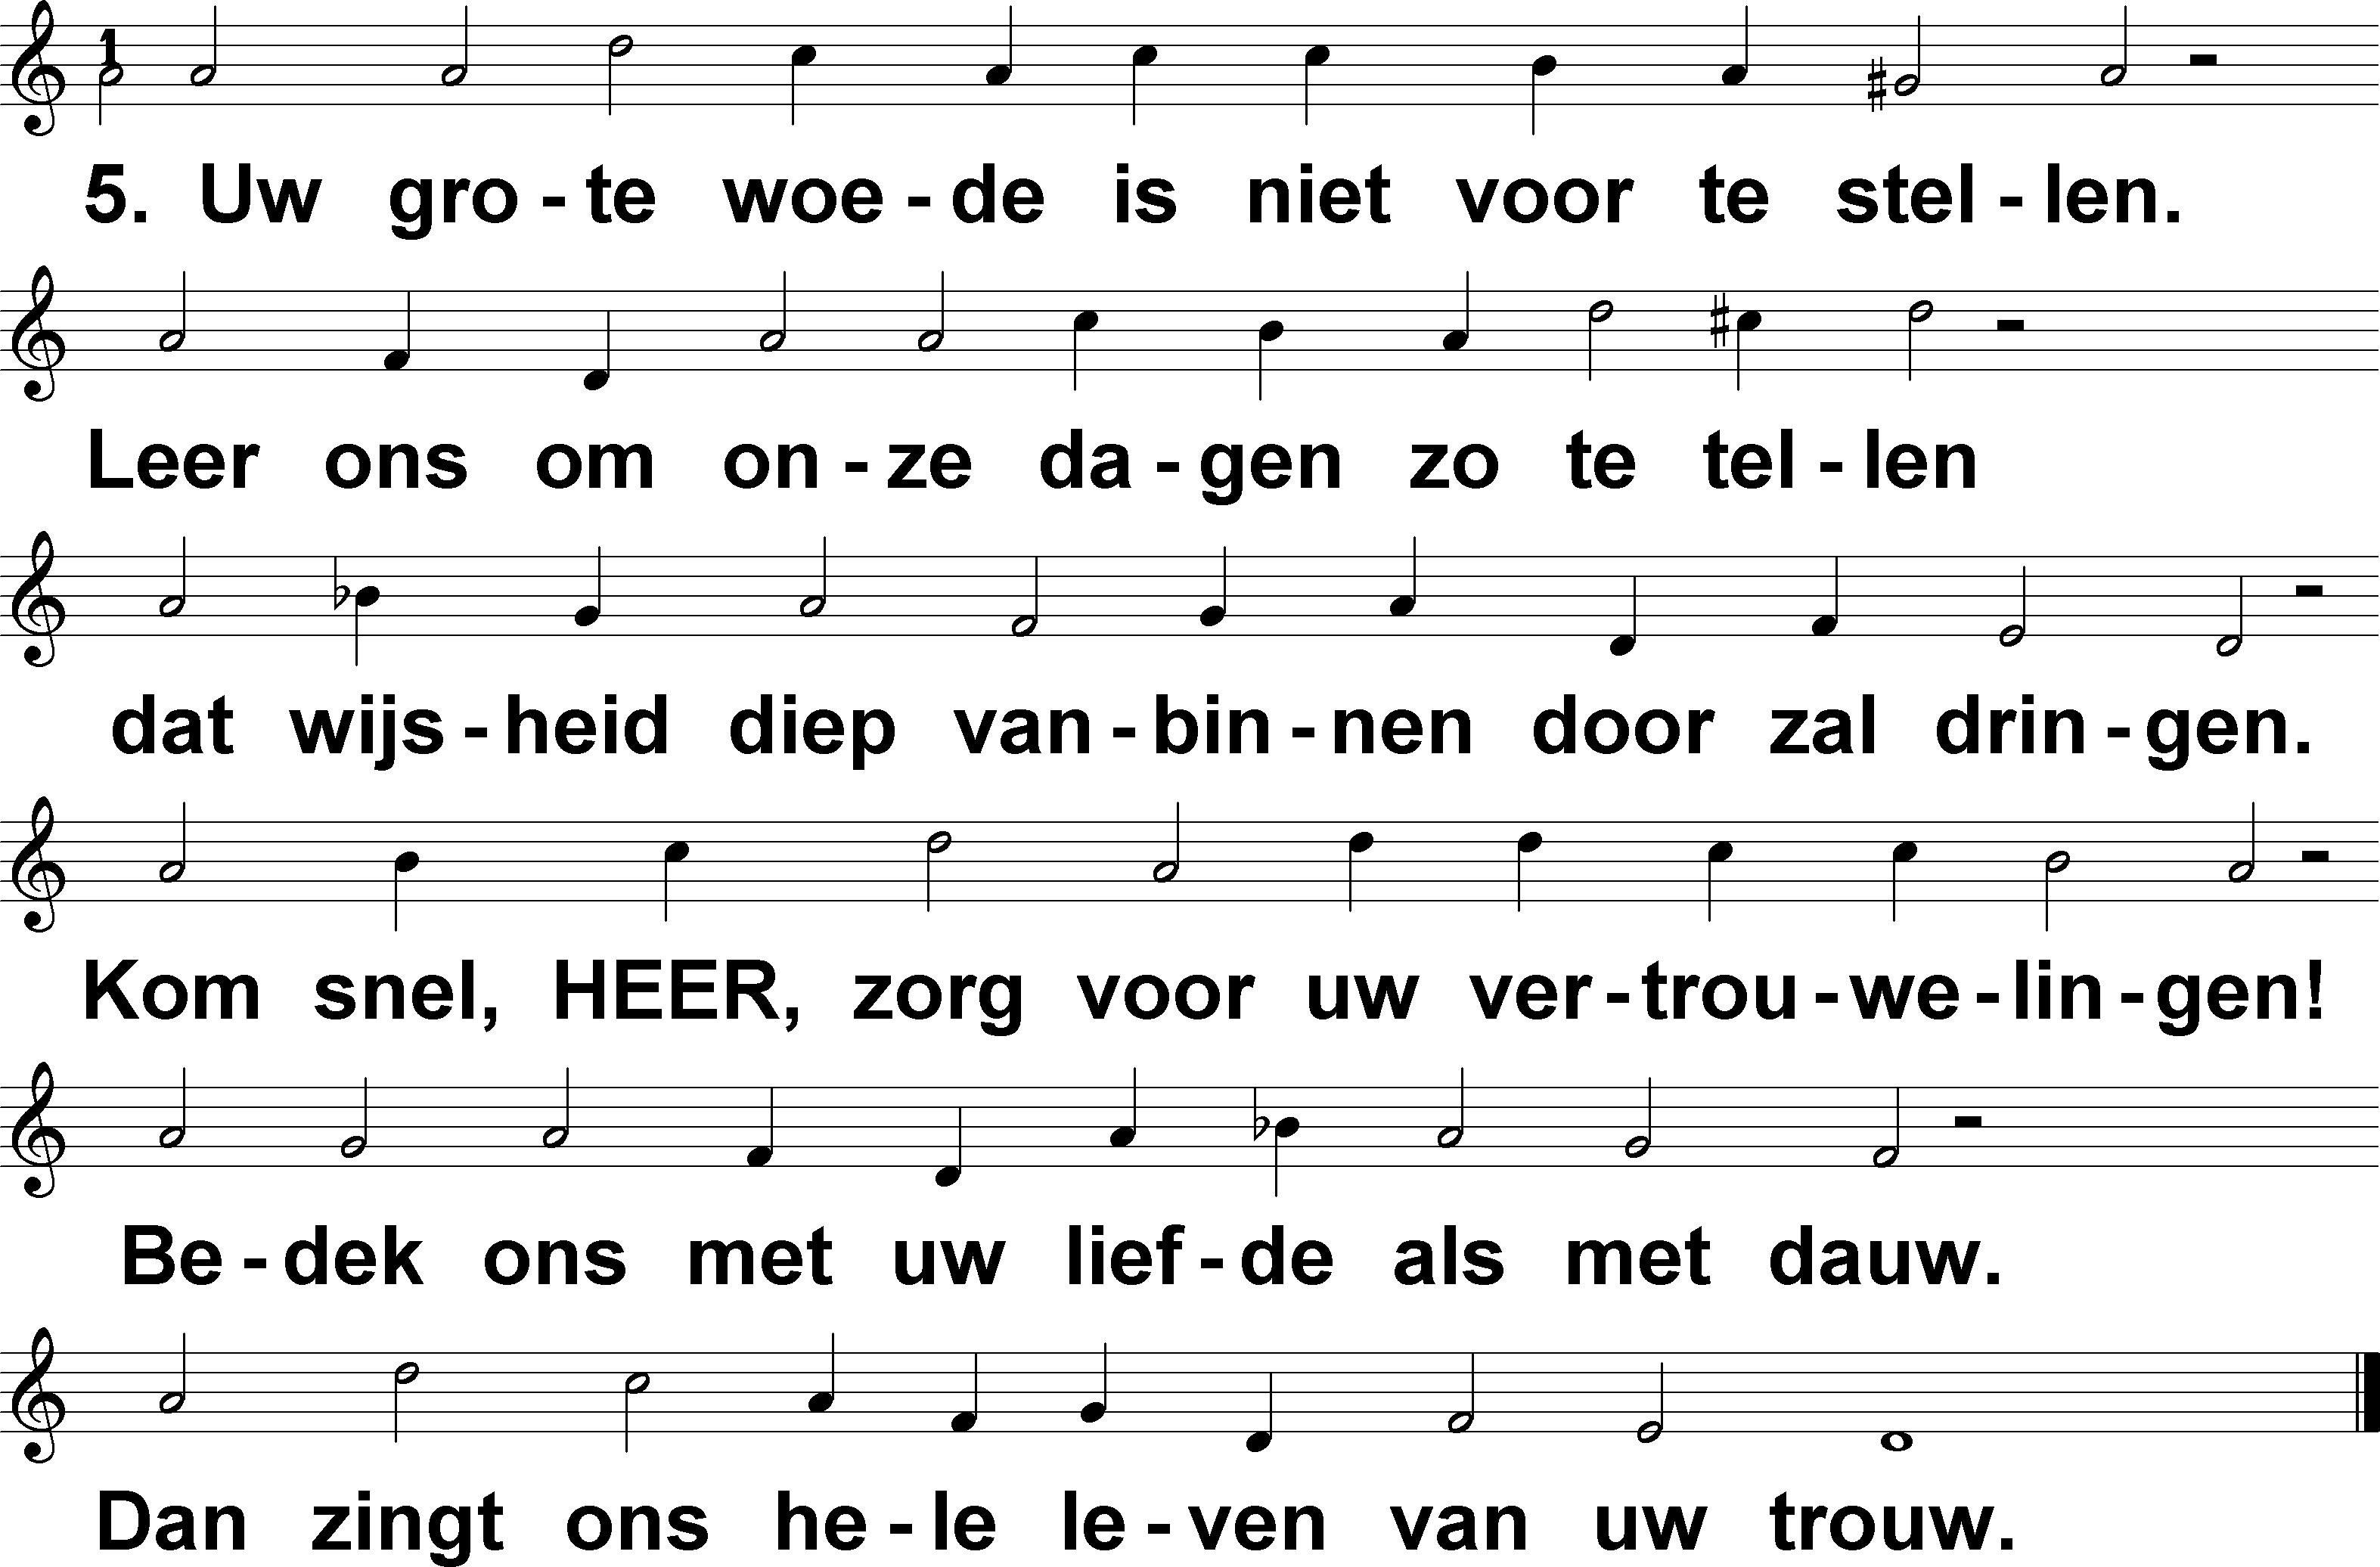 1
5. Uw gro - te woe - de is niet voor te stel - len.
Leer ons om on - ze da - gen zo te tel - len
dat wijs - heid diep van - bin - nen door zal drin - gen.
Kom snel, HEER, zorg voor uw ver - trou - we - lin - gen!
Be - dek ons met uw lief - de als met dauw.
Dan zingt ons he - le le - ven van uw trouw.